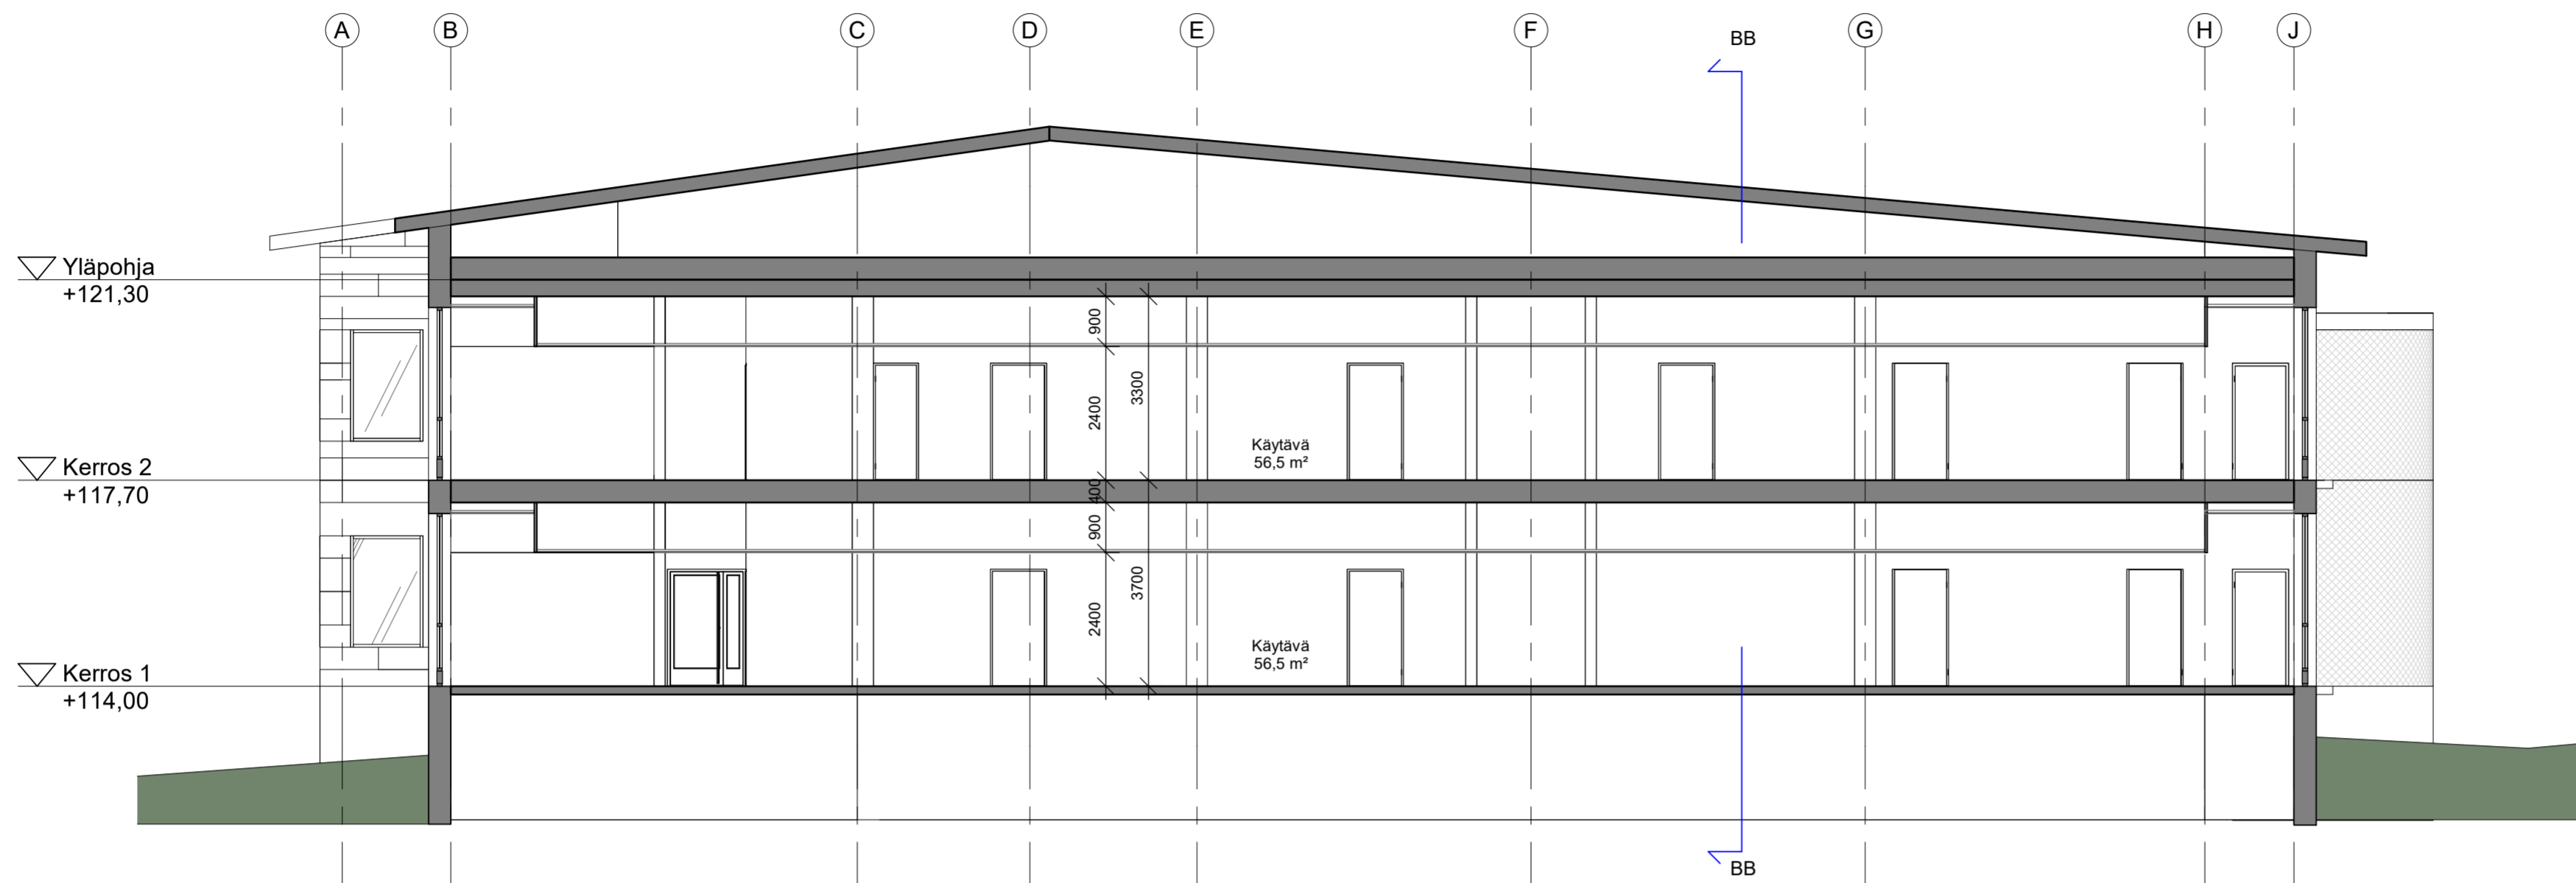 A
B
C
D
E
F
BB
G
H
J
Yläpohja
+121,30
900
2400
3300
Käytävä
56,5 m²
Kerros 2
+117,70
400
900
2400
3700
Käytävä
56,5 m²
Kerros 1
+114,00
BB